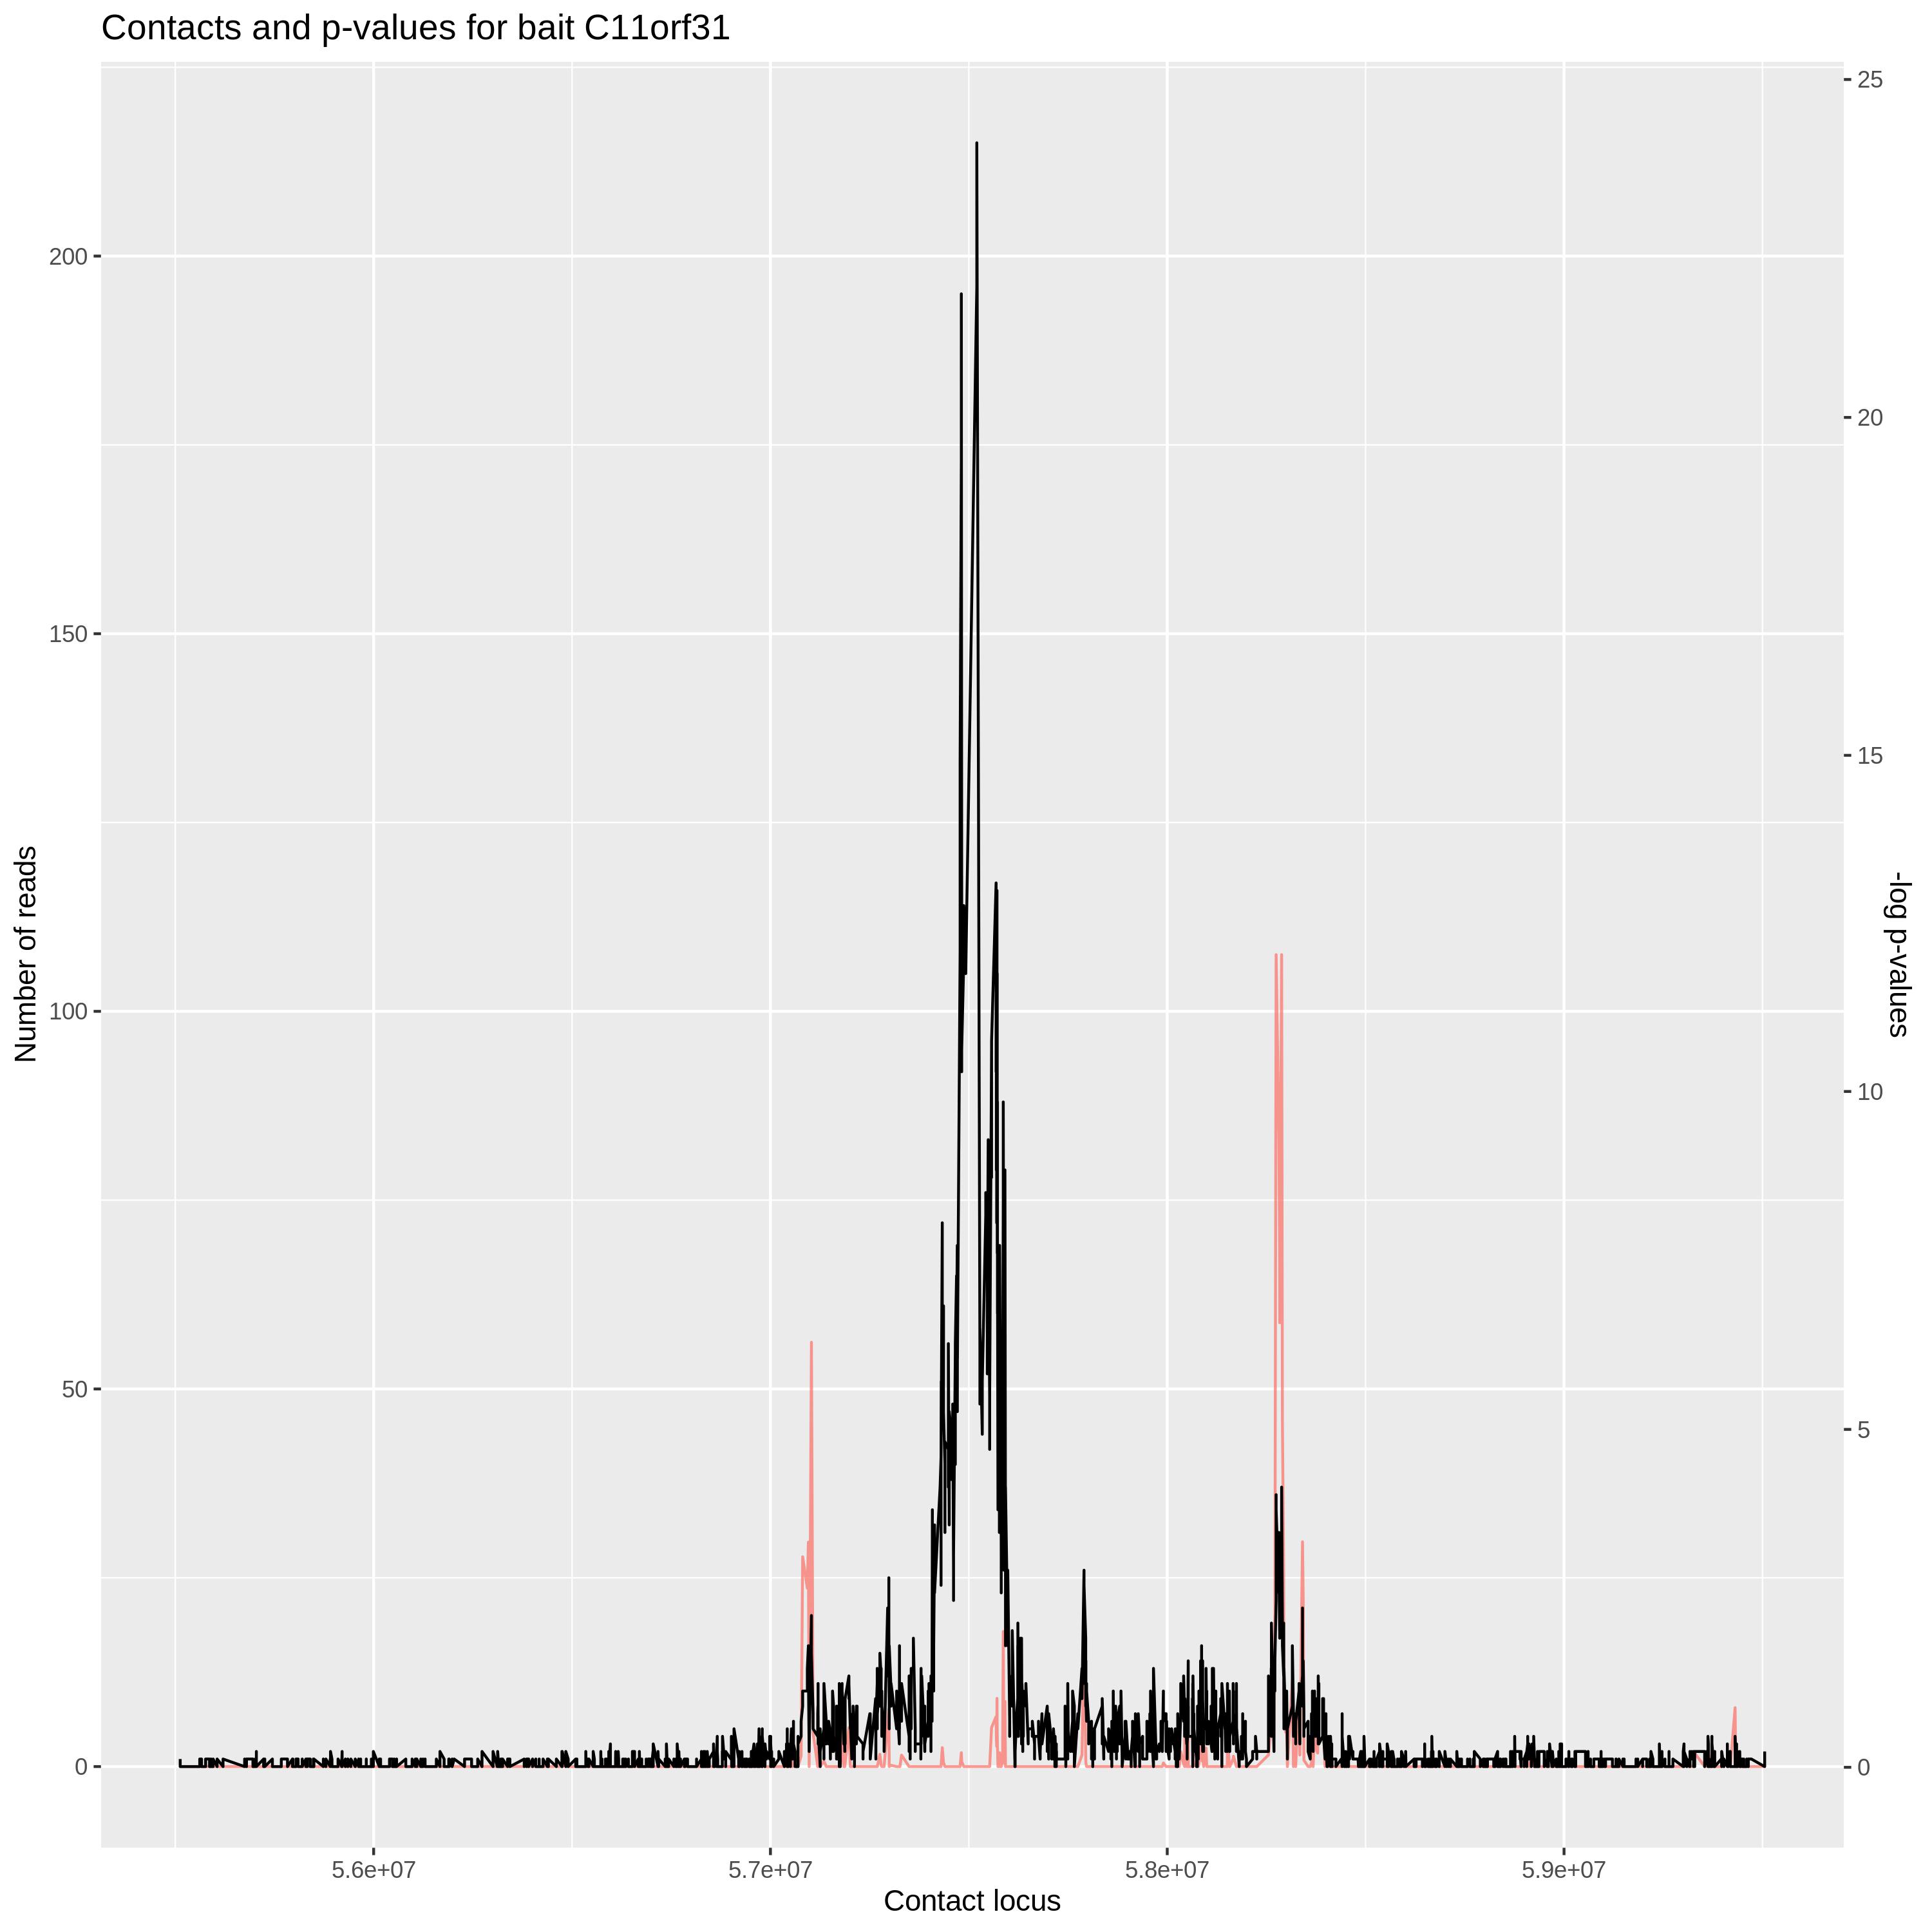 Contacts and p-values for bait C11orf31
Number of reads
200
150
100
50
0
25
20
15
10
5
0
-log p-values
5.6e+07 5.7e+07 5.8e+07 5.9e+07
Contact locus